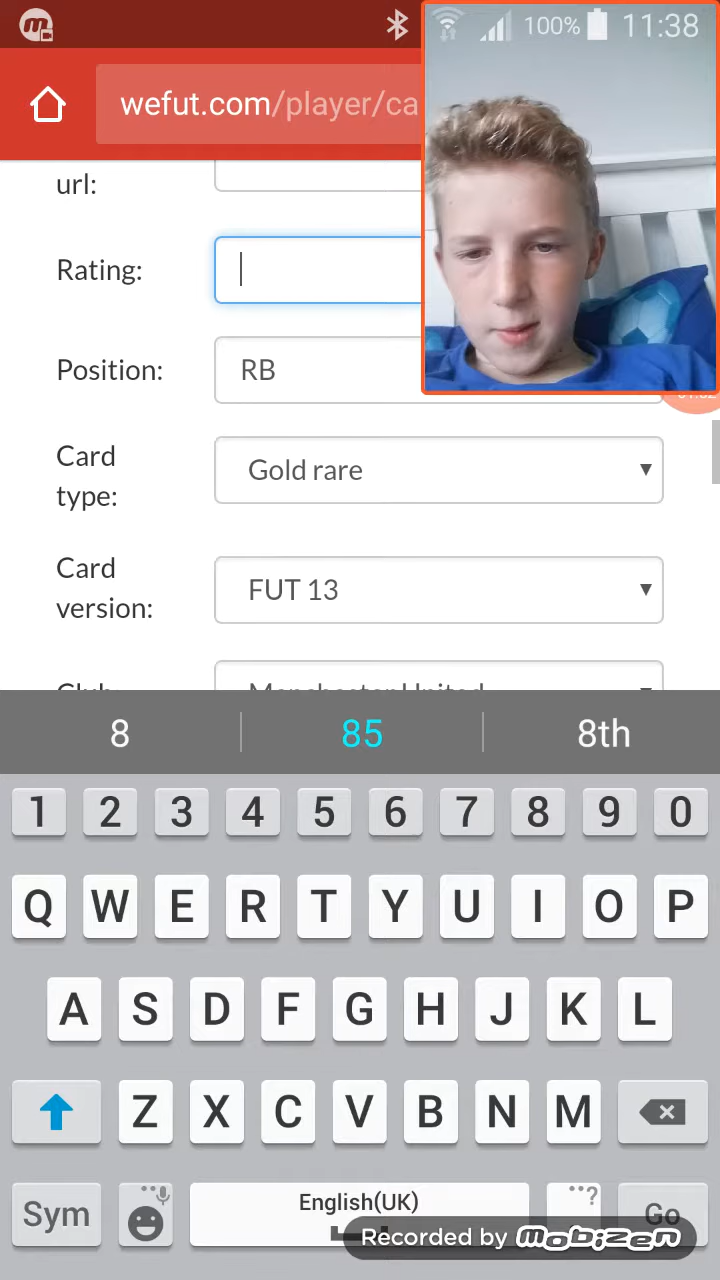 100% 11:38
wefut.com/player/ca
url:
Rating:
Position: RB
Card type: Gold rare
Card version: FUT 13
8 85 8th
1 2 3 4 5 6 7 8 9 0
Q W E R T Y U I O P
A S D F G H J K L
Z X C V B N M
Sym English(UK) ? Go
Recorded by mobizen